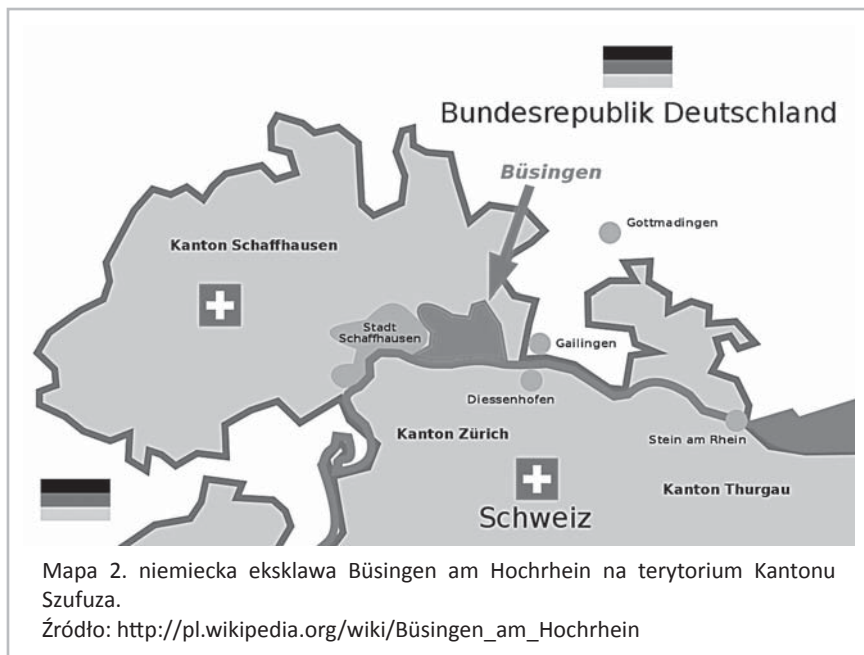 Bundesrepublik Deutschland
Büsingen
Gottmadingen
Kanton Schaffhausen
Stadt
Schaffhausen
Gailingen
Diessenhofen
Kanton Zürich
Stein am Rhein
Kanton Thurgau
Schweiz
Mapa 2. niemiecka eksklawa Büsingen am Hochrhein na terytorium Kantonu
Szufuza.
Źródło: http://pl.wikipedia.org/wiki/Büsingen_am_Hochrhein